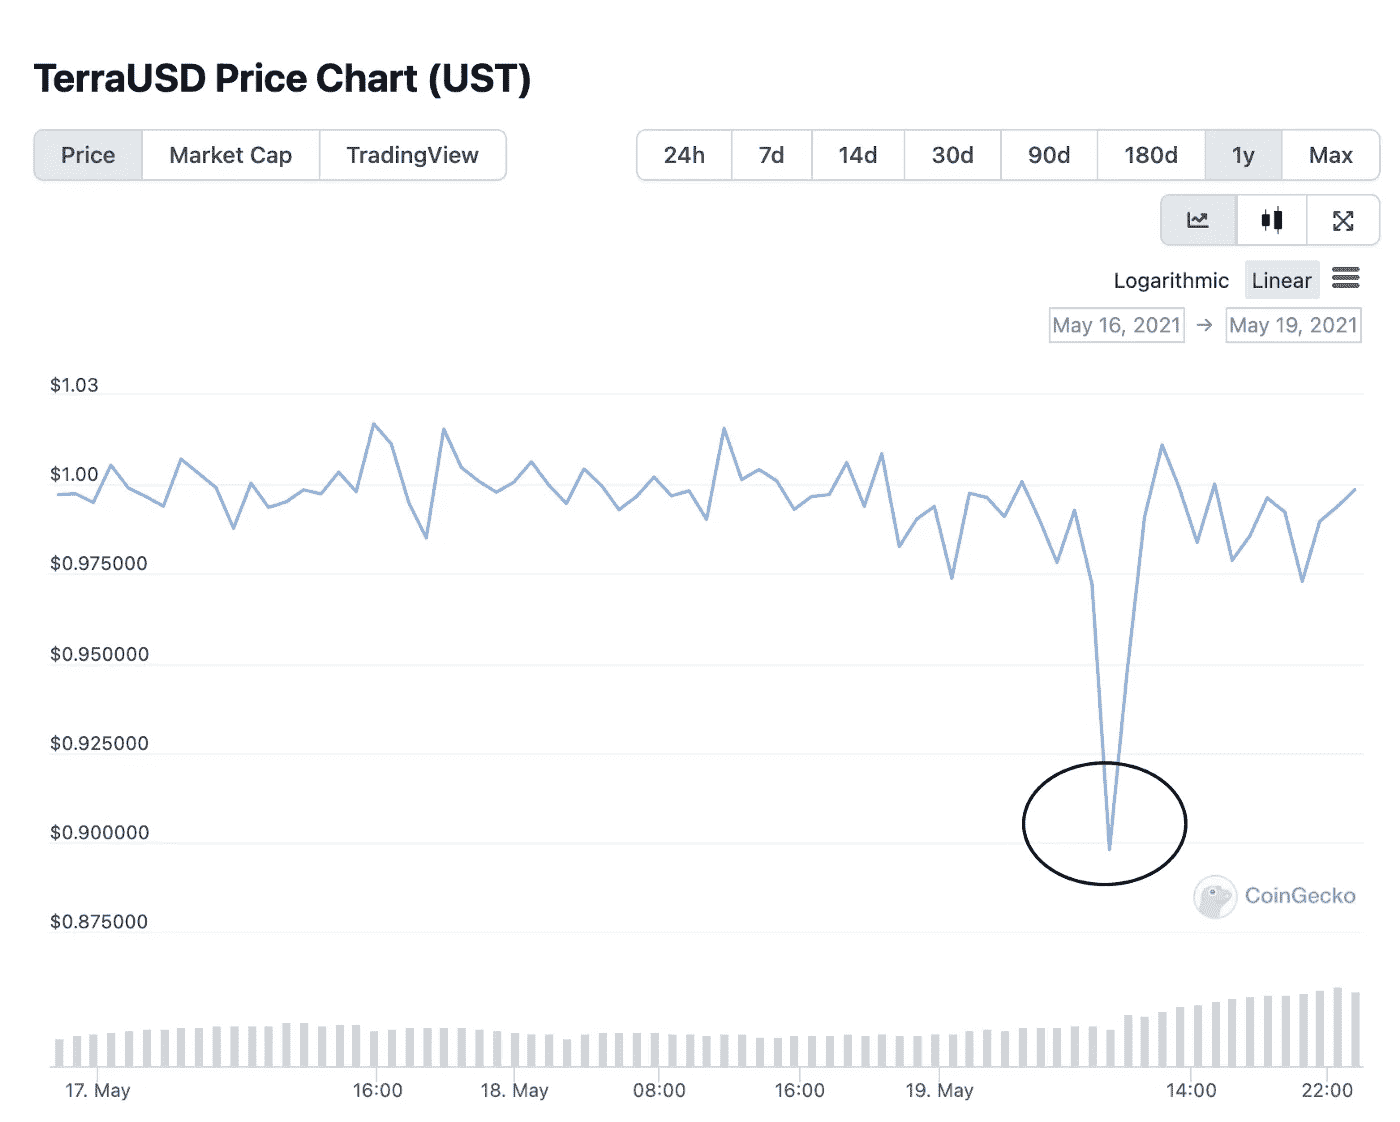 TerraUSD Price Chart (UST)
Price Market Cap TradingView 24h 7d 14d 30d 90d 180d 1y Max
Logarithmic Linear
May 16, 2021 → May 19, 2021
$1.03
$1.00
$0.975000
$0.950000
$0.925000
$0.900000
CoinGecko
$0.875000
17. May 16:00 18. May 08:00 16:00 19. May 14:00 22:00